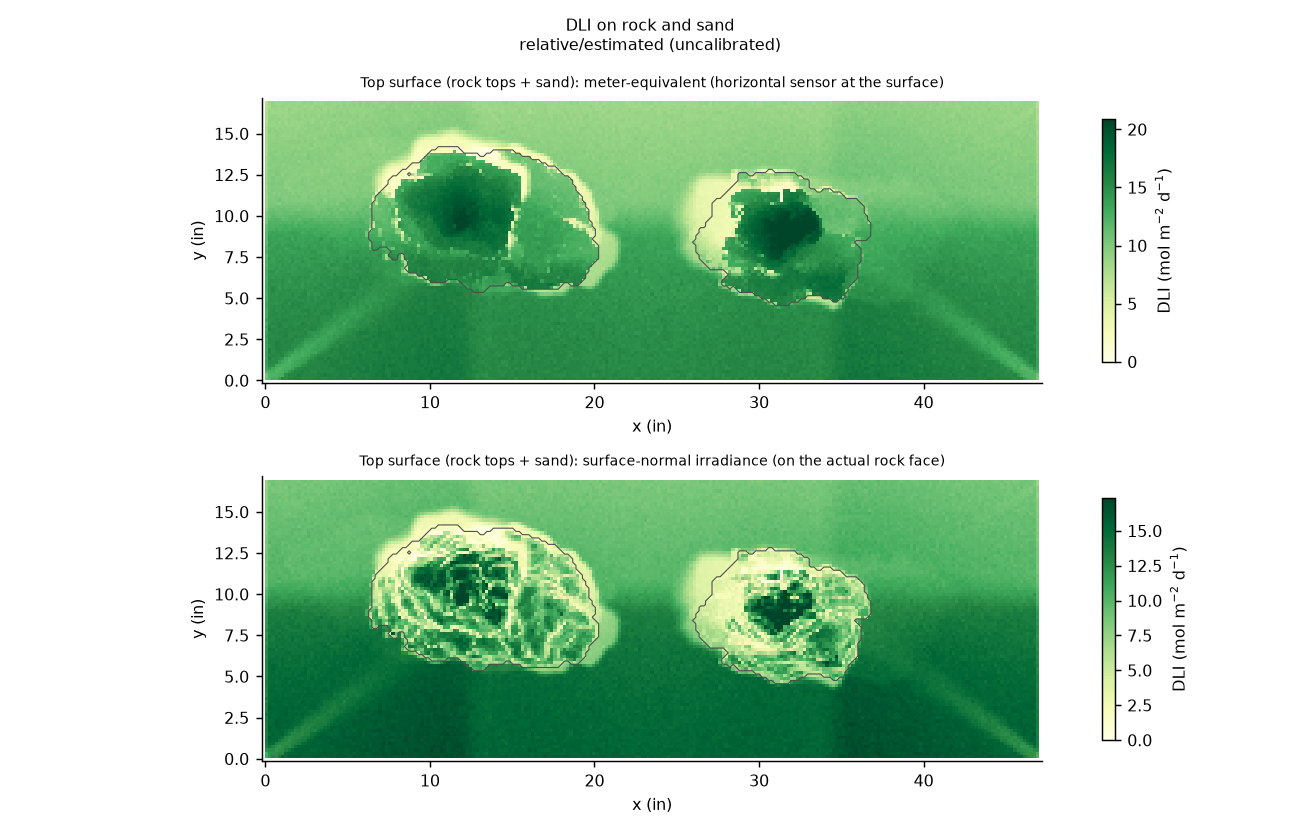 DLI on rock and sand
relative/estimated (uncalibrated)
Top surface (rock tops + sand): meter-equivalent (horizontal sensor at the surface)
15.0
12.5
10.0
7.5
5.0
2.5
0.0
y (in)
0 10 20 30 40
x (in)
20
15
10
5
0
DLI (mol m⁻² d⁻¹)
Top surface (rock tops + sand): surface-normal irradiance (on the actual rock face)
15.0
12.5
10.0
7.5
5.0
2.5
0.0
y (in)
0 10 20 30 40
x (in)
15.0
12.5
10.0
7.5
5.0
2.5
0.0
DLI (mol m⁻² d⁻¹)